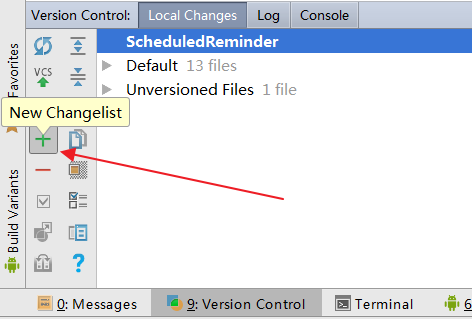 Version Control: Local Changes Log Console
ScheduledReminder
Default 13 files
Unversioned Files 1 file
VCS
New Changelist
Favorites
Build Variants
0: Messages 9: Version Control Terminal 6